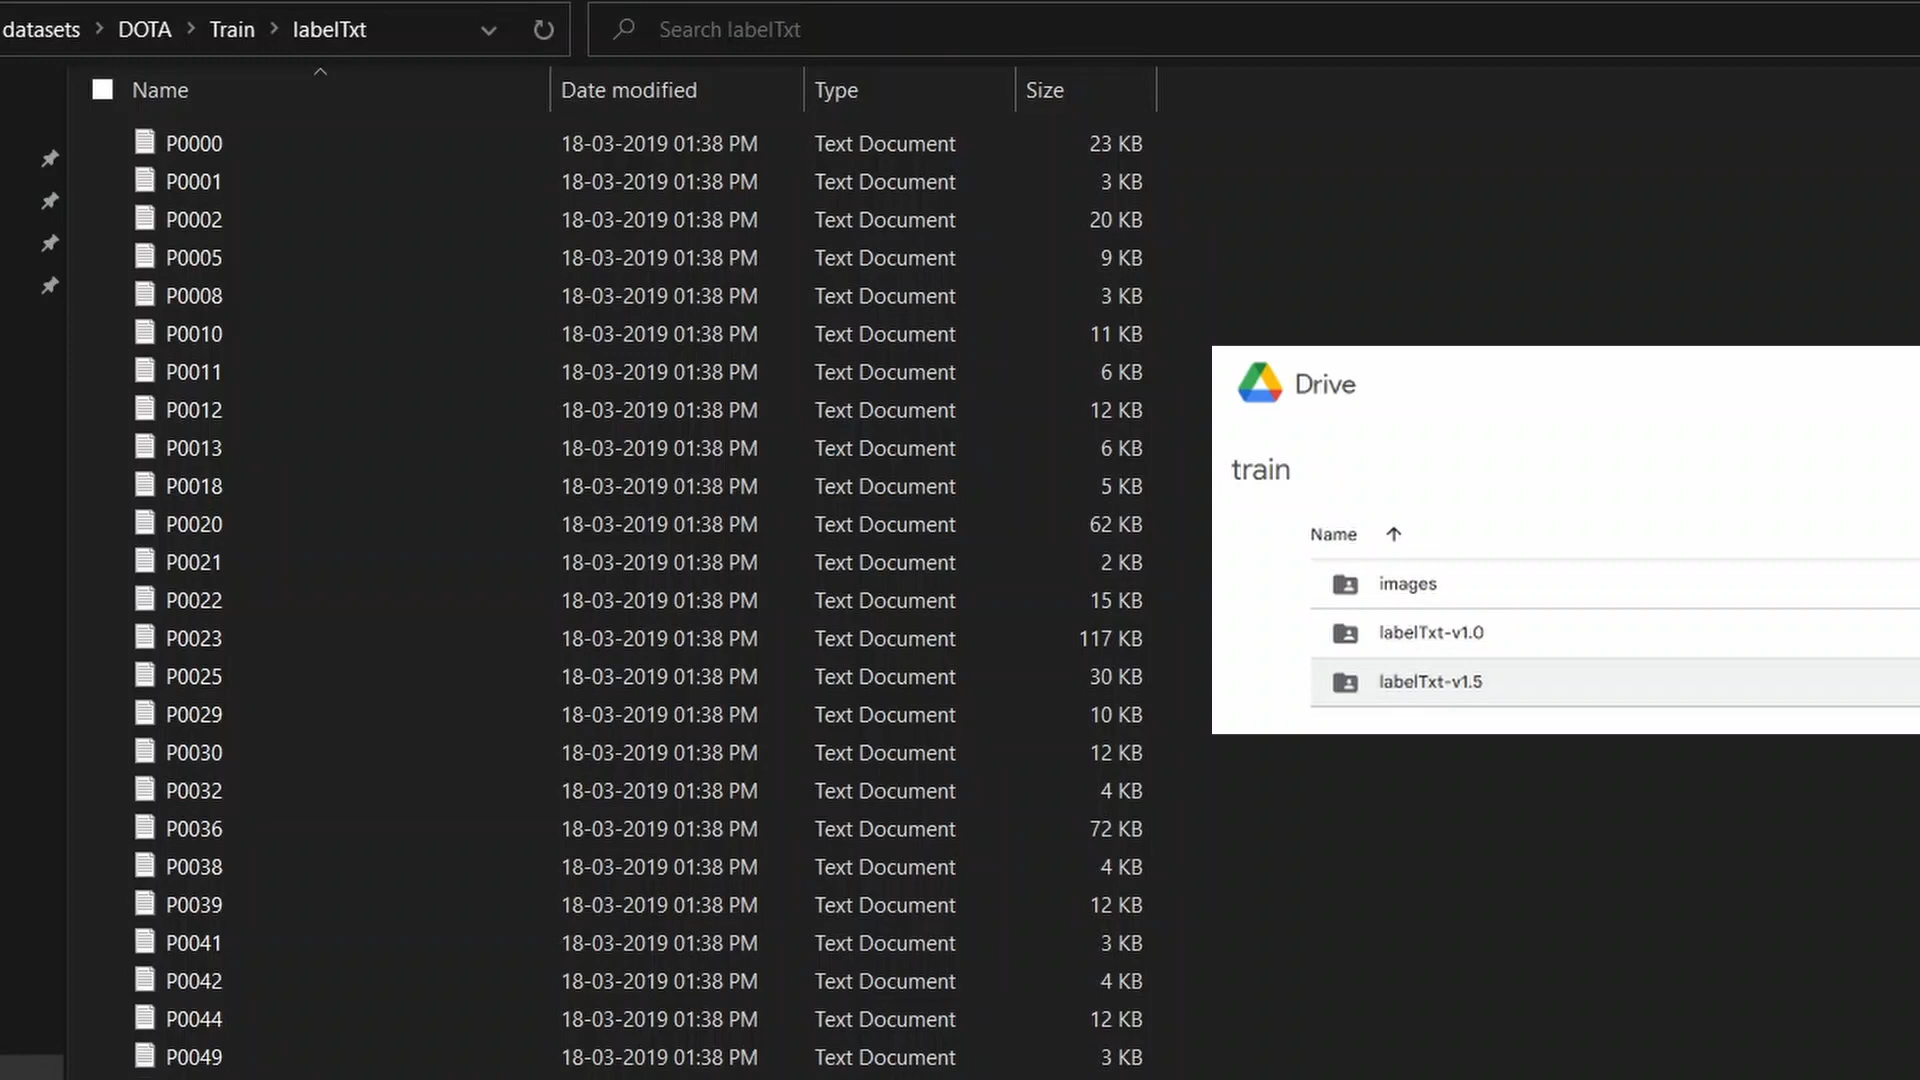 datasets > DOTA > Train > labelTxt
Search labelTxt
Name Date modified Type Size
P0000 18-03-2019 01:38 PM Text Document 23 KB
P0001 18-03-2019 01:38 PM Text Document 3 KB
P0002 18-03-2019 01:38 PM Text Document 20 KB
P0005 18-03-2019 01:38 PM Text Document 9 KB
P0008 18-03-2019 01:38 PM Text Document 3 KB
P0010 18-03-2019 01:38 PM Text Document 11 KB
P0011 18-03-2019 01:38 PM Text Document 6 KB
P0012 18-03-2019 01:38 PM Text Document 12 KB
P0013 18-03-2019 01:38 PM Text Document 6 KB
P0018 18-03-2019 01:38 PM Text Document 5 KB
P0020 18-03-2019 01:38 PM Text Document 62 KB
P0021 18-03-2019 01:38 PM Text Document 2 KB
P0022 18-03-2019 01:38 PM Text Document 15 KB
P0023 18-03-2019 01:38 PM Text Document 117 KB
P0025 18-03-2019 01:38 PM Text Document 30 KB
P0029 18-03-2019 01:38 PM Text Document 10 KB
P0030 18-03-2019 01:38 PM Text Document 12 KB
P0032 18-03-2019 01:38 PM Text Document 4 KB
P0036 18-03-2019 01:38 PM Text Document 72 KB
P0038 18-03-2019 01:38 PM Text Document 4 KB
P0039 18-03-2019 01:38 PM Text Document 12 KB
P0041 18-03-2019 01:38 PM Text Document 3 KB
P0042 18-03-2019 01:38 PM Text Document 4 KB
P0044 18-03-2019 01:38 PM Text Document 12 KB
P0049 18-03-2019 01:38 PM Text Document 3 KB
Drive
train
Name ↑
images
labelTxt-v1.0
labelTxt-v1.5